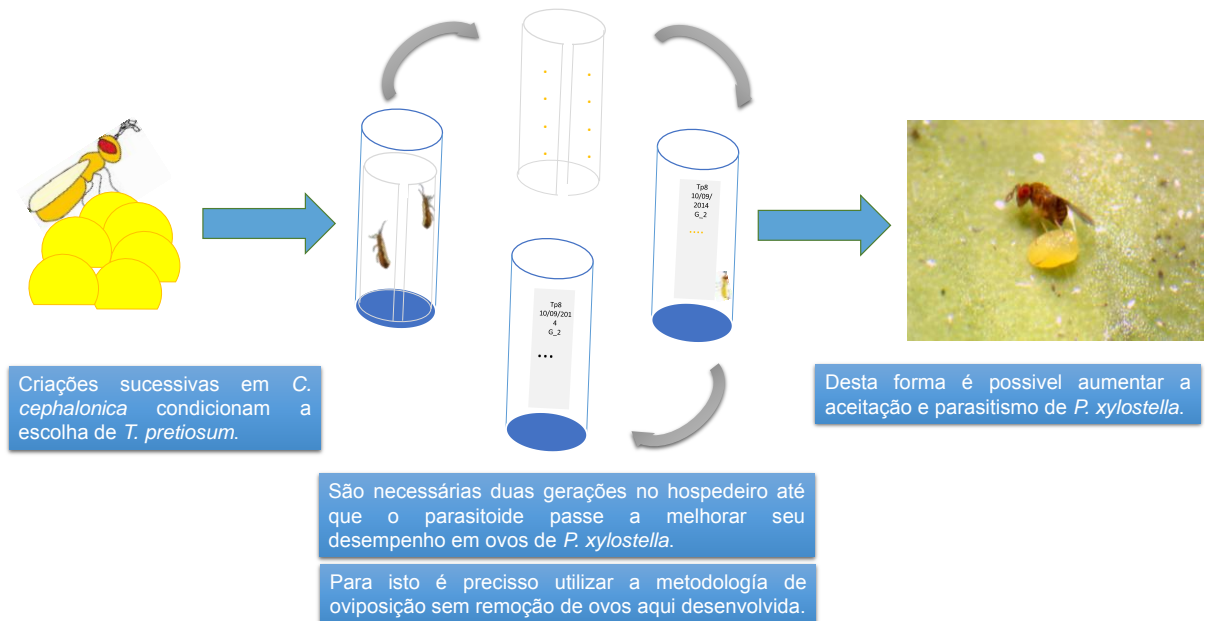 Tp8
10/09/
2014
G_2
Tp8
10/09/201
4
G_2
Criações sucessivas em C.
cephalonica condicionam a
escolha de T. pretiosum.
Desta forma é possivel aumentar a
aceitação e parasitismo de P. xylostella.
São necessárias duas gerações no hospedeiro até
que o parasitoide passe a melhorar seu
desempenho em ovos de P. xylostella.
Para isto é precisso utilizar a metodología de
oviposição sem remoção de ovos aqui desenvolvida.